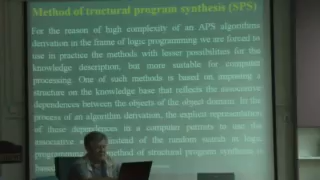 Method of tructural program synthesis (SPS)
For the reason of high complexity of an APS algorithms
derivation in the frame of logic programming we are forced to
use in practice the methods with lesser possibilities for the
knowledge description, but more suitable for computer
processing. One of such methods is based on imposing a
structure on the knowledge base that reflects the associative
dependences between the objects of the object domain. In the
process of an algorithm derivation, the explicit representation
of these dependences in a computer permits to use the
associative instead of the random search in logic
programming method of structural program synthesis is
based